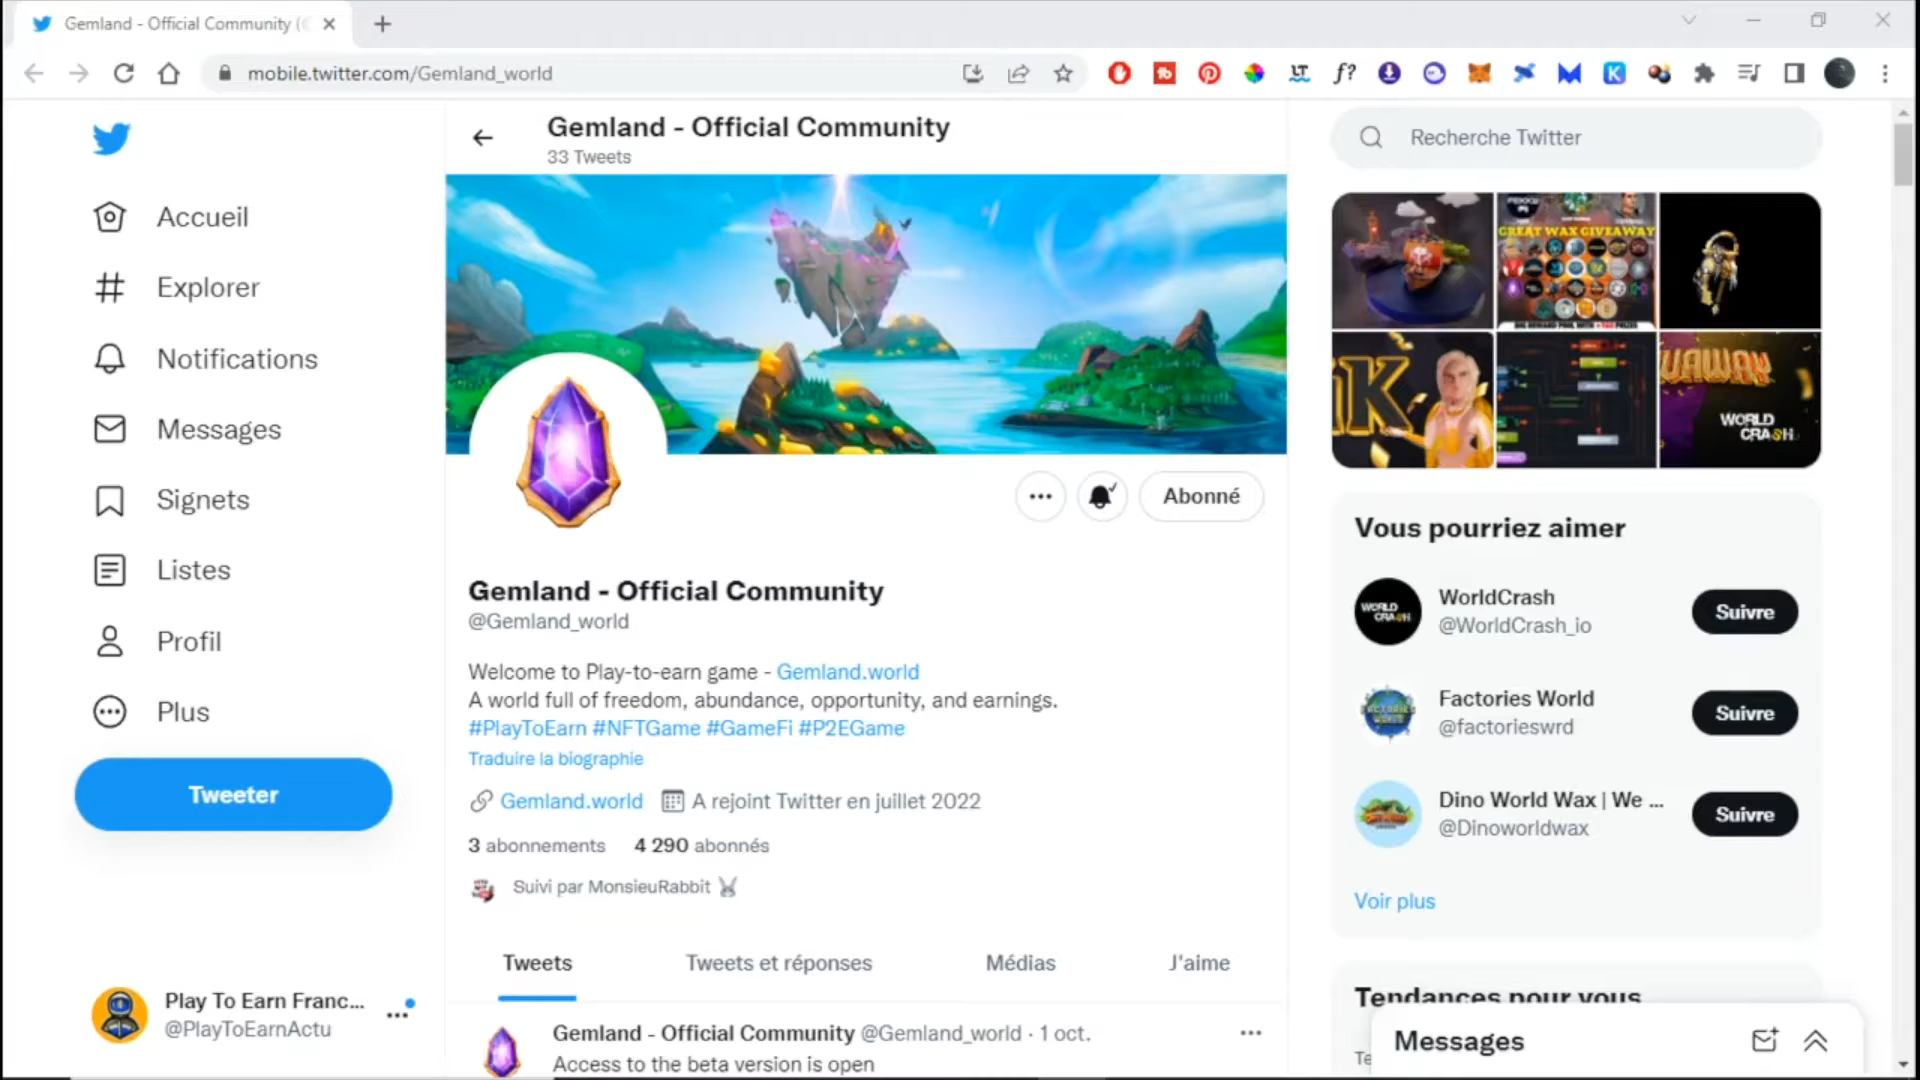 Gemland - Official Community (
mobile.twitter.com/Gemland_world
Gemland - Official Community
33 Tweets
Recherche Twitter
Accueil
Explorer
Notifications
Messages
Signets
Listes
Profil
Plus
Tweeter
Play To Earn Franc...
@PlayToEarnActu
Abonné
Gemland - Official Community
@Gemland_world
Welcome to Play-to-earn game - Gemland.world
A world full of freedom, abundance, opportunity, and earnings.
#PlayToEarn #NFTGame #GameFi #P2EGame
Traduire la biographie
Gemland.world A rejoint Twitter en juillet 2022
3 abonnements 4 290 abonnés
Suivi par MonsieuRabbit
Tweets Tweets et réponses Médias J'aime
Gemland - Official Community @Gemland_world · 1 oct.
Access to the beta version is open
GREAT WAX GIVEAWAY
WORLD
CRASH
Vous pourriez aimer
WORLD
CRASH
WorldCrash
@WorldCrash_io
Suivre
FACTORIES
WORLD
Factories World
@factorieswrd
Suivre
Dino World Wax | We ...
@Dinoworldwax
Suivre
Voir plus
Tendances pour vous
Messages